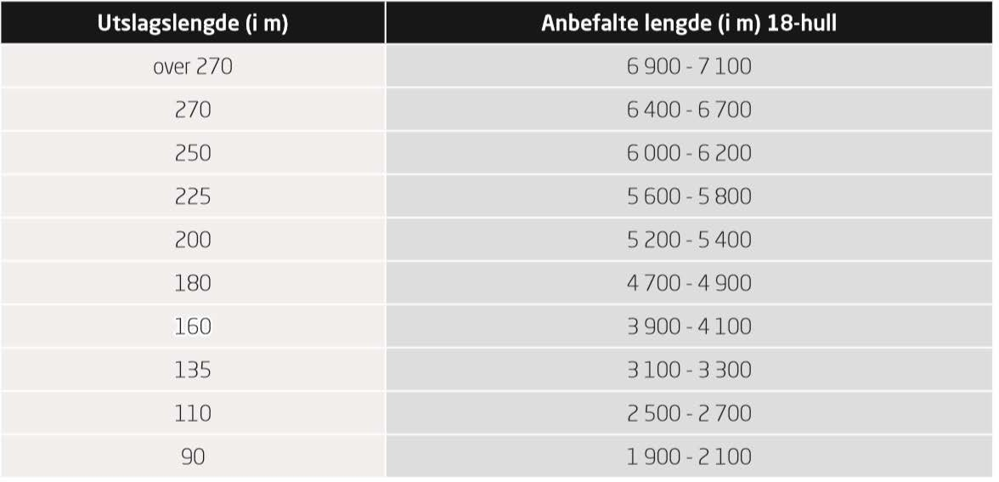 Utslagslengde (i m) Anbefalte lengde (i m) 18-hull
over 270 6 900 - 7 100
270 6 400 - 6 700
250 6 000 - 6 200
225 5 600 - 5 800
200 5 200 - 5 400
180 4 700 - 4 900
160 3 900 - 4 100
135 3 100 - 3 300
110 2 500 - 2 700
90 1 900 - 2 100